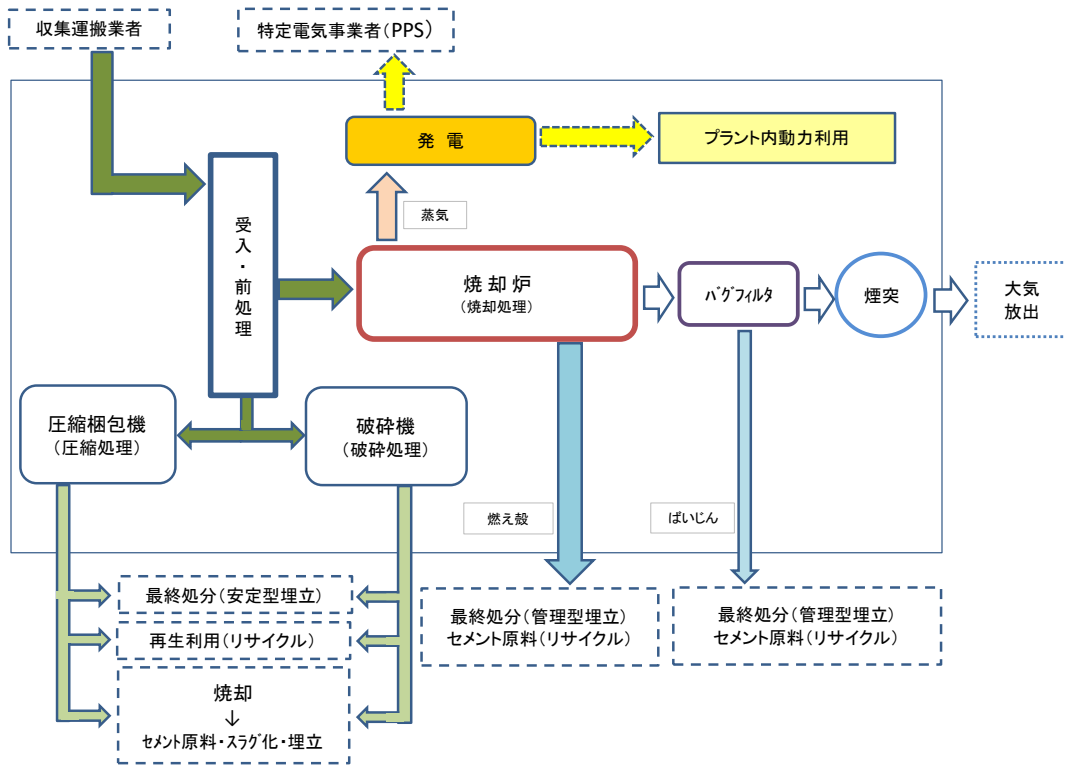 収集運搬業者
特定電気事業者(PPS)
発 電
プラント内動力利用
蒸気
受入・前処理
焼 却 炉
(焼却処理)
バグフィルタ
煙突
大気
放出
圧縮梱包機
(圧縮処理)
破砕機
(破砕処理)
燃え殻
ばいじん
最終処分(安定型埋立)
再生利用(リサイクル)
焼却
↓
セメント原料・スラグ化・埋立
最終処分(管理型埋立)
セメント原料(リサイクル)
最終処分(管理型埋立)
セメント原料(リサイクル)